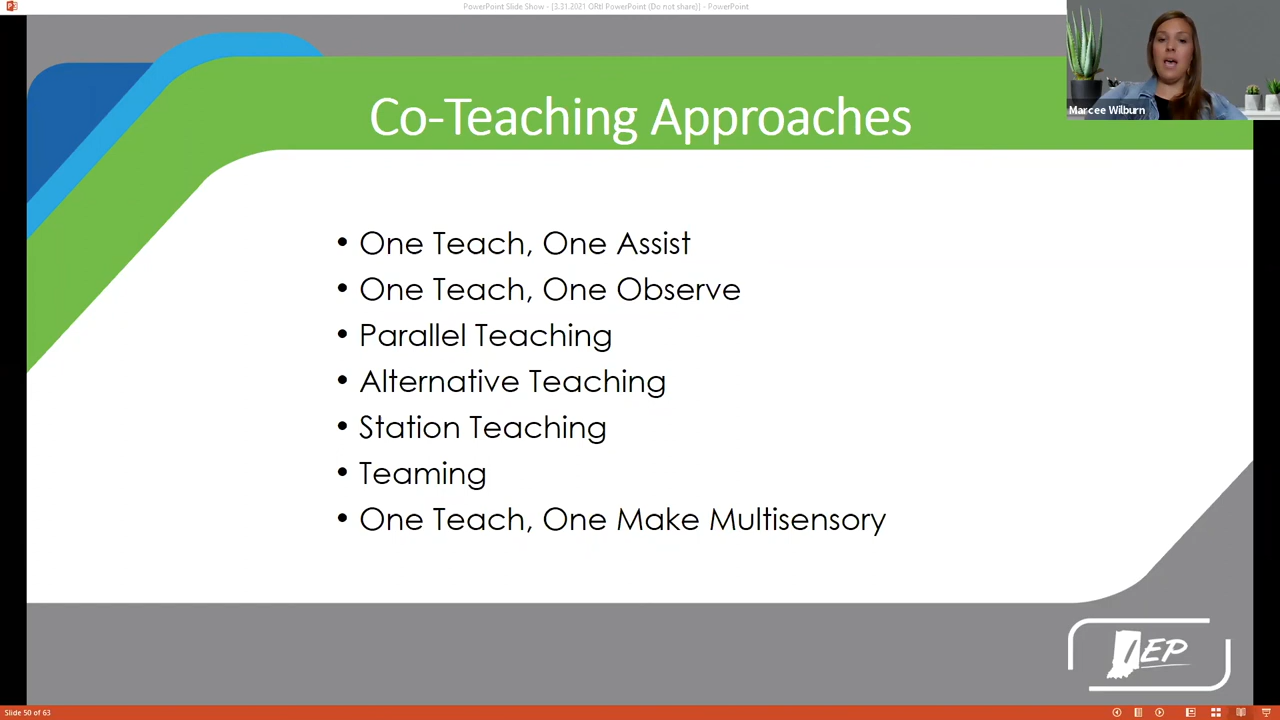 PowerPoint Slide Show - [3.31.2021 ORtI PowerPoint (Do not share)] - PowerPoint
Marcee Wilburn
Co-Teaching Approaches
• One Teach, One Assist
• One Teach, One Observe
• Parallel Teaching
• Alternative Teaching
• Station Teaching
• Teaming
• One Teach, One Make Multisensory
IEP
Slide 50 of 63